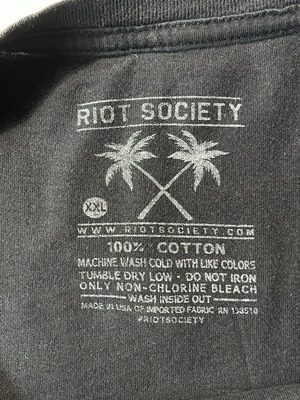 RIOT SOCIETY
XXL
WWW.RIOTSOCIETY.COM
100% COTTON
MACHINE WASH COLD WITH LIKE COLORS
TUMBLE DRY LOW - DO NOT IRON
ONLY NON-CHLORINE BLEACH
WASH INSIDE OUT
MADE IN USA OF IMPORTED FABRIC RN 138510
#RIOTSOCIETY